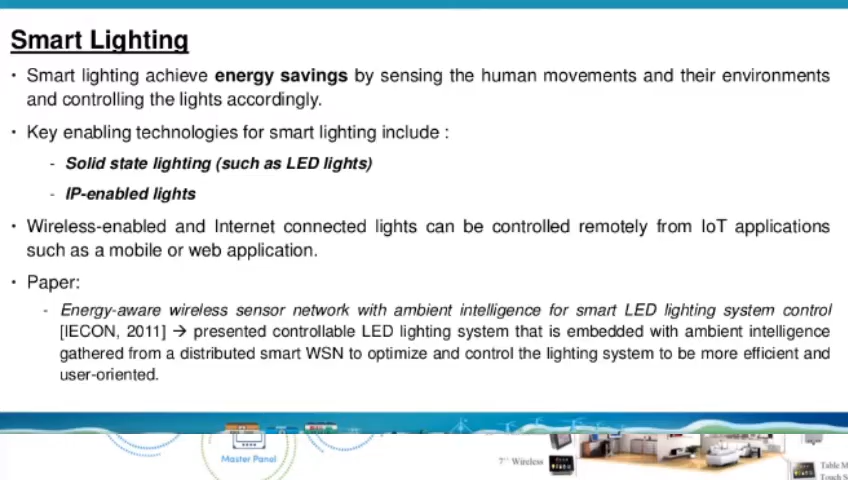 Smart Lighting
· Smart lighting achieve energy savings by sensing the human movements and their environments
and controlling the lights accordingly.
· Key enabling technologies for smart lighting include :
- Solid state lighting (such as LED lights)
- IP-enabled lights
· Wireless-enabled and Internet connected lights can be controlled remotely from IoT applications
such as a mobile or web application.
· Paper:
- Energy-aware wireless sensor network with ambient intelligence for smart LED lighting system control
[IECON, 2011] → presented controllable LED lighting system that is embedded with ambient intelligence
gathered from a distributed smart WSN to optimize and control the lighting system to be more efficient and
user-oriented.
Master Panel
7'' Wireless
Table M
Touch S